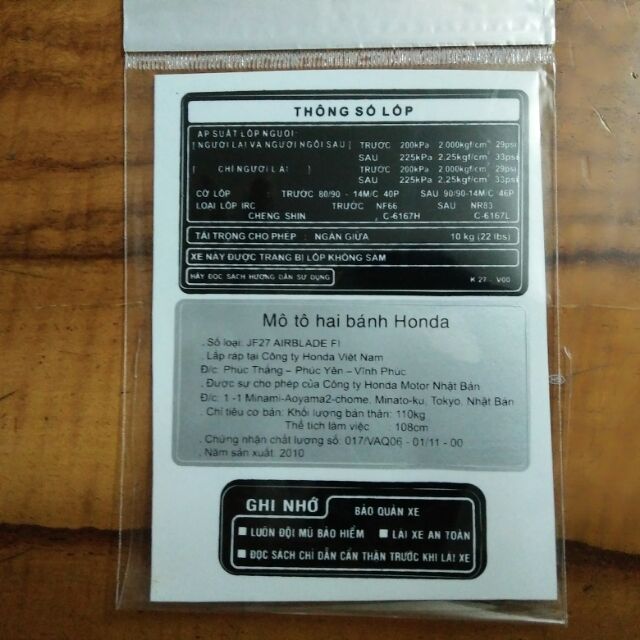 THÔNG SỐ LỐP
ÁP SUẤT LỐP NGUỘI:
[ NGƯỜI LÁI VÀ NGƯỜI NGỒI SAU ] TRƯỚC 200kPa 2.000kgf/cm² 29psi
SAU 225kPa 2,25kgf/cm² 33psi
[ CHỈ NGƯỜI LÁI ] TRƯỚC 200kPa 2.000kgf/cm² 29psi
SAU 225kPa 2,25kgf/cm² 33psi
CỠ LỐP TRƯỚC 80/90 - 14M/C 40P SAU 90/90-14M/C 46P
LOẠI LỐP IRC TRƯỚC NF66 SAU NR83
CHENG SHIN , C-6167H C-6167L
TẢI TRỌNG CHO PHÉP : NGĂN GIỮA 10 kg (22 lbs)
XE NÀY ĐƯỢC TRANG BỊ LỐP KHÔNG SĂM
HÃY ĐỌC SÁCH HƯỚNG DẪN SỬ DỤNG K 27 - V00
Mô tô hai bánh Honda
. Số loại: JF27 AIRBLADE FI
. Lắp ráp tại Công ty Honda Việt Nam
Đ/c: Phúc Thắng – Phúc Yên – Vĩnh Phúc
. Được sự cho phép của Công ty Honda Motor Nhật Bản
Đ/c: 1 -1 Minami-Aoyama2-chome, Minato-ku, Tokyo, Nhật Bản
. Chỉ tiêu cơ bản: Khối lượng bản thân: 110kg
Thể tích làm việc 108cm
. Chứng nhận chất lượng số: 017/VAQ06 - 01/11 - 00
. Năm sản xuất: 2010
GHI NHỚ BẢO QUẢN XE
■ LUÔN ĐỘI MŨ BẢO HIỂM ■ LÁI XE AN TOÀN
■ ĐỌC SÁCH CHỈ DẪN CẨN THẬN TRƯỚC KHI LÁI XE